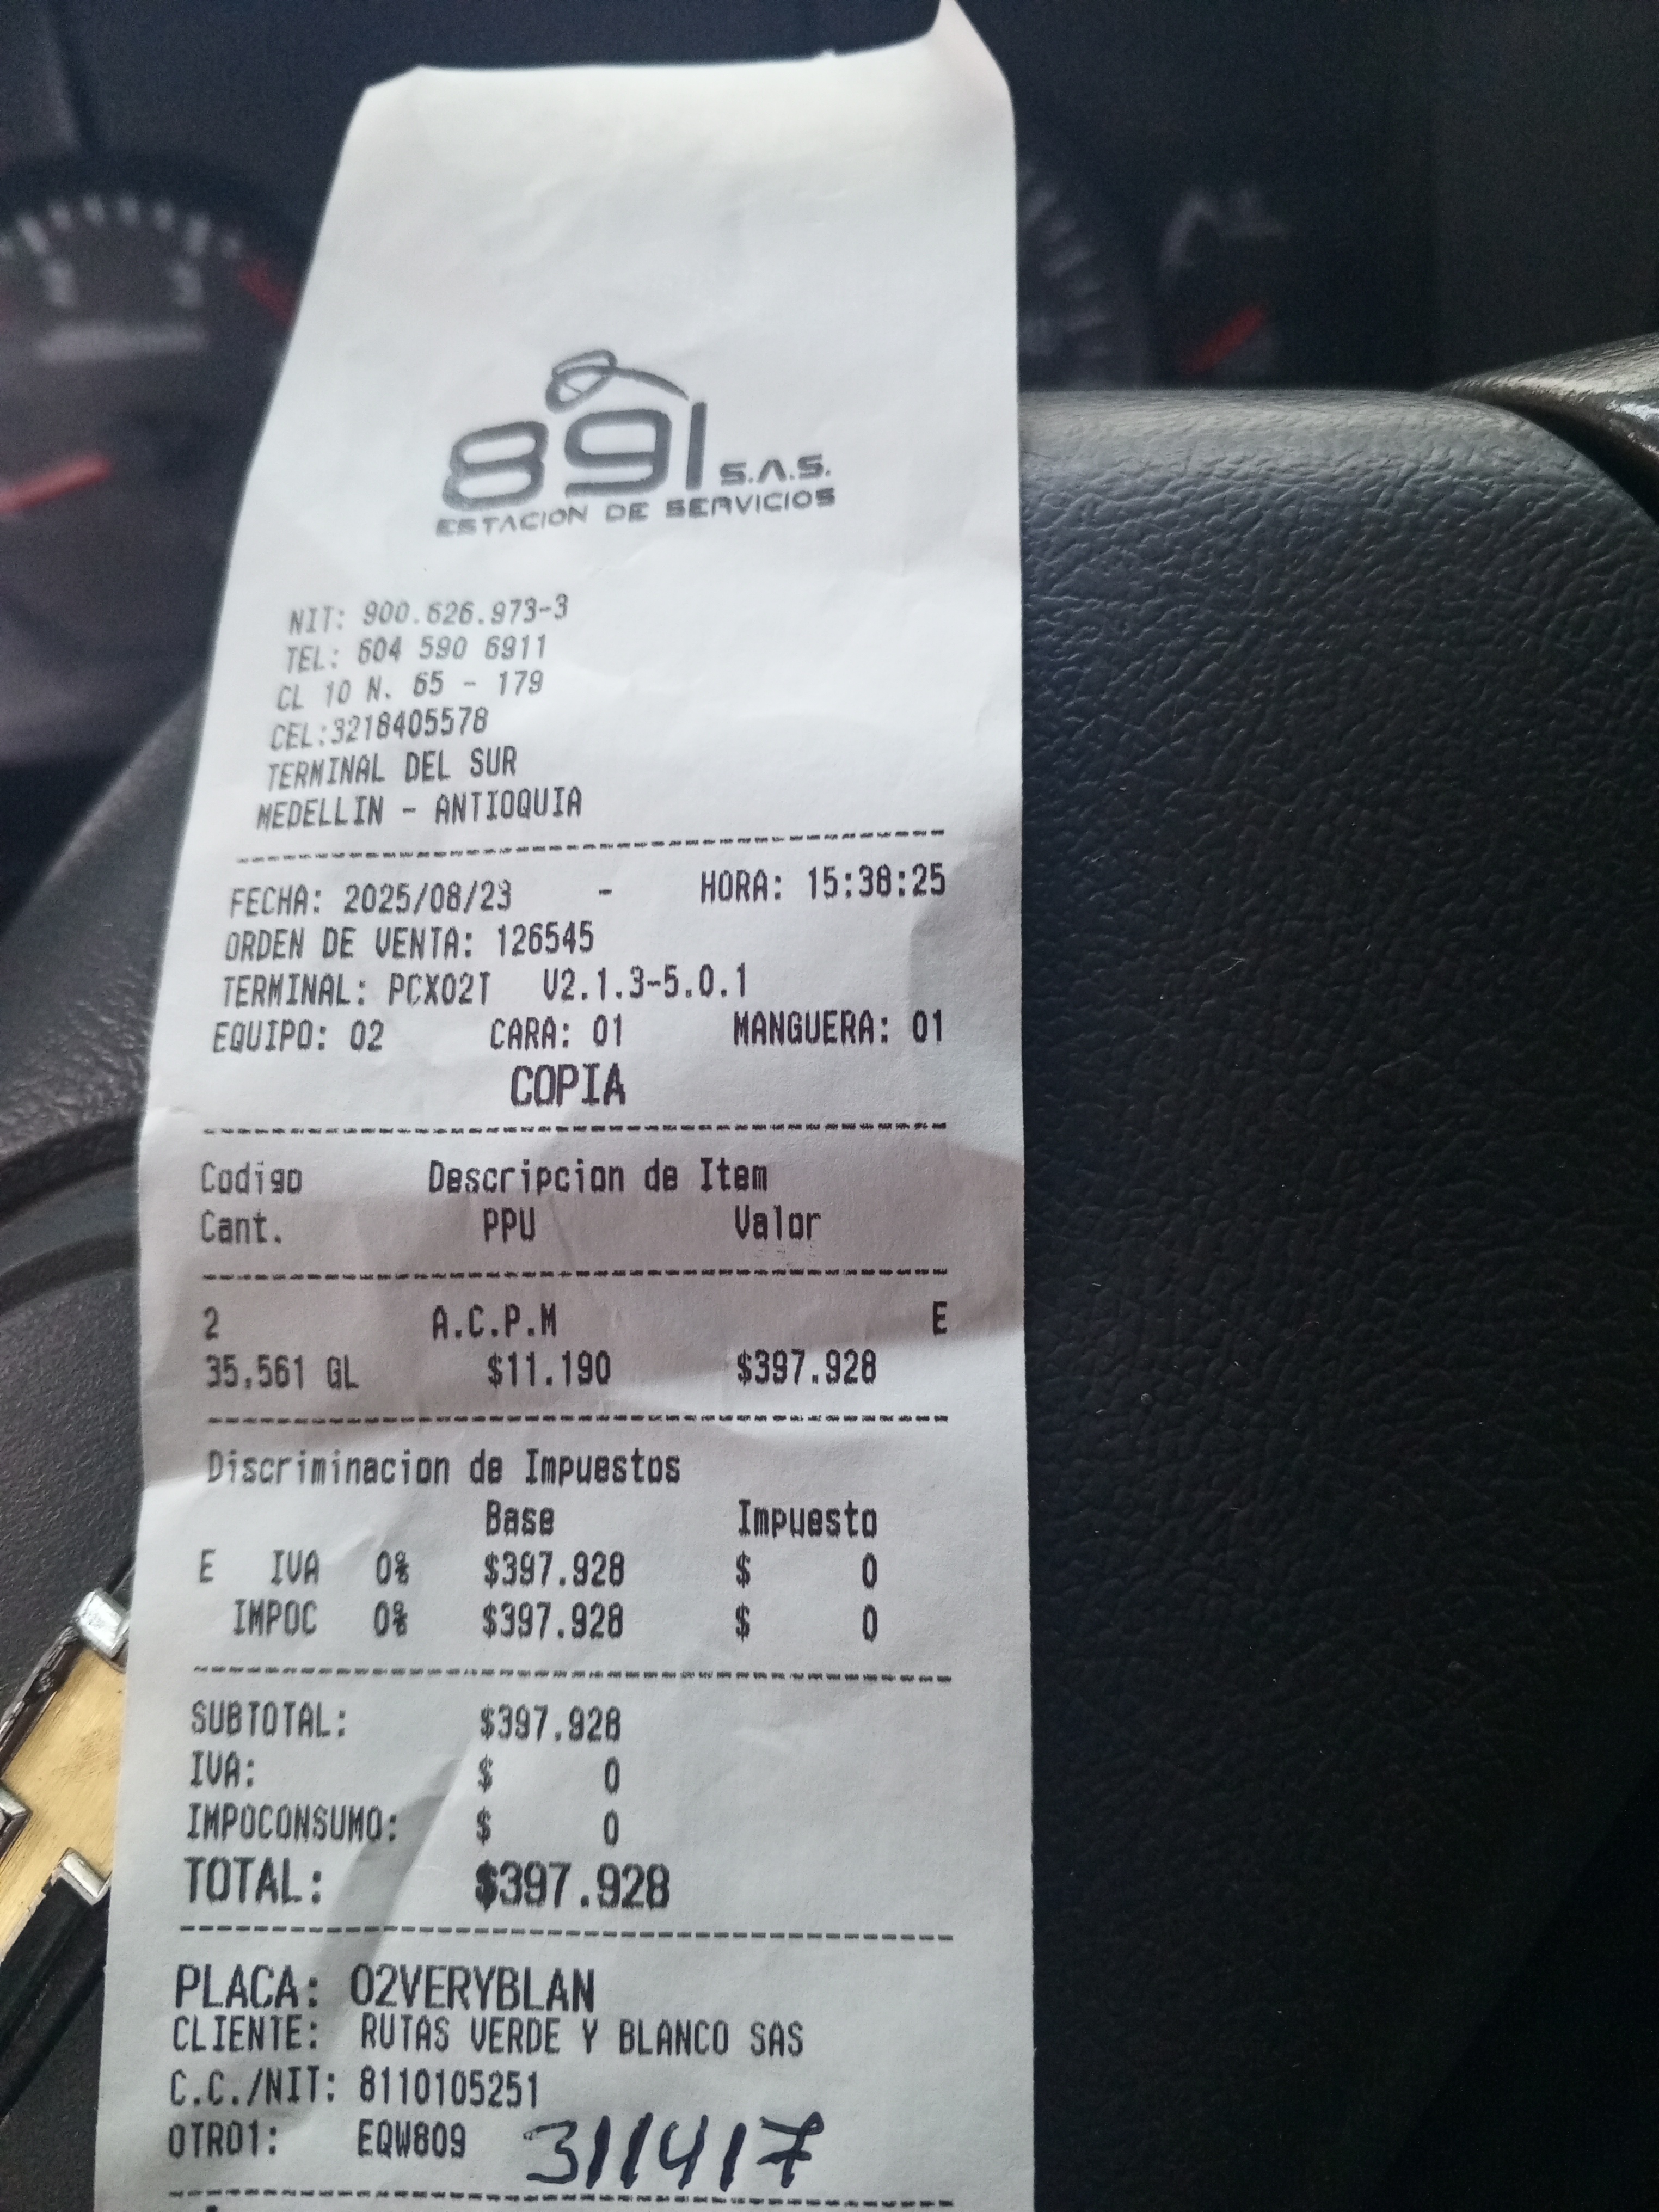 891 S.A.S.
ESTACION DE SERVICIOS
NIT: 900.626.973-3
TEL: 604 590 6911
CL 10 N. 65 - 179
CEL:3218405578
TERMINAL DEL SUR
MEDELLIN - ANTIOQUIA
FECHA: 2025/08/23 - HORA: 15:38:25
ORDEN DE VENTA: 126545
TERMINAL: PCX02T V2.1.3-5.0.1
EQUIPO: 02 CARA: 01 MANGUERA: 01
COPIA
Codigo Descripcion de Item
Cant. PPU Valor
2 A.C.P.M E
35,561 GL $11.190 $397.928
Discriminacion de Impuestos
Base Impuesto
E IVA 0% $397.928 $ 0
IMPOC 0% $397.928 $ 0
SUBTOTAL: $397.928
IVA: $ 0
IMPOCONSUMO: $ 0
TOTAL: $397.928
PLACA: 02VERYBLAN
CLIENTE: RUTAS VERDE Y BLANCO SAS
C.C./NIT: 8110105251
OTRO1: EQW809 311417